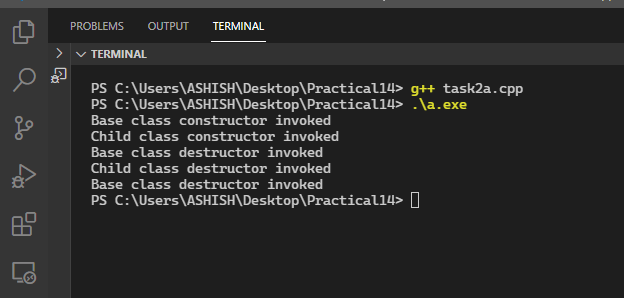 PROBLEMS OUTPUT TERMINAL
TERMINAL
PS C:\Users\ASHISH\Desktop\Practical14> g++ task2a.cpp
PS C:\Users\ASHISH\Desktop\Practical14> .\a.exe
Base class constructor invoked
Child class constructor invoked
Base class destructor invoked
Child class destructor invoked
Base class destructor invoked
PS C:\Users\ASHISH\Desktop\Practical14>